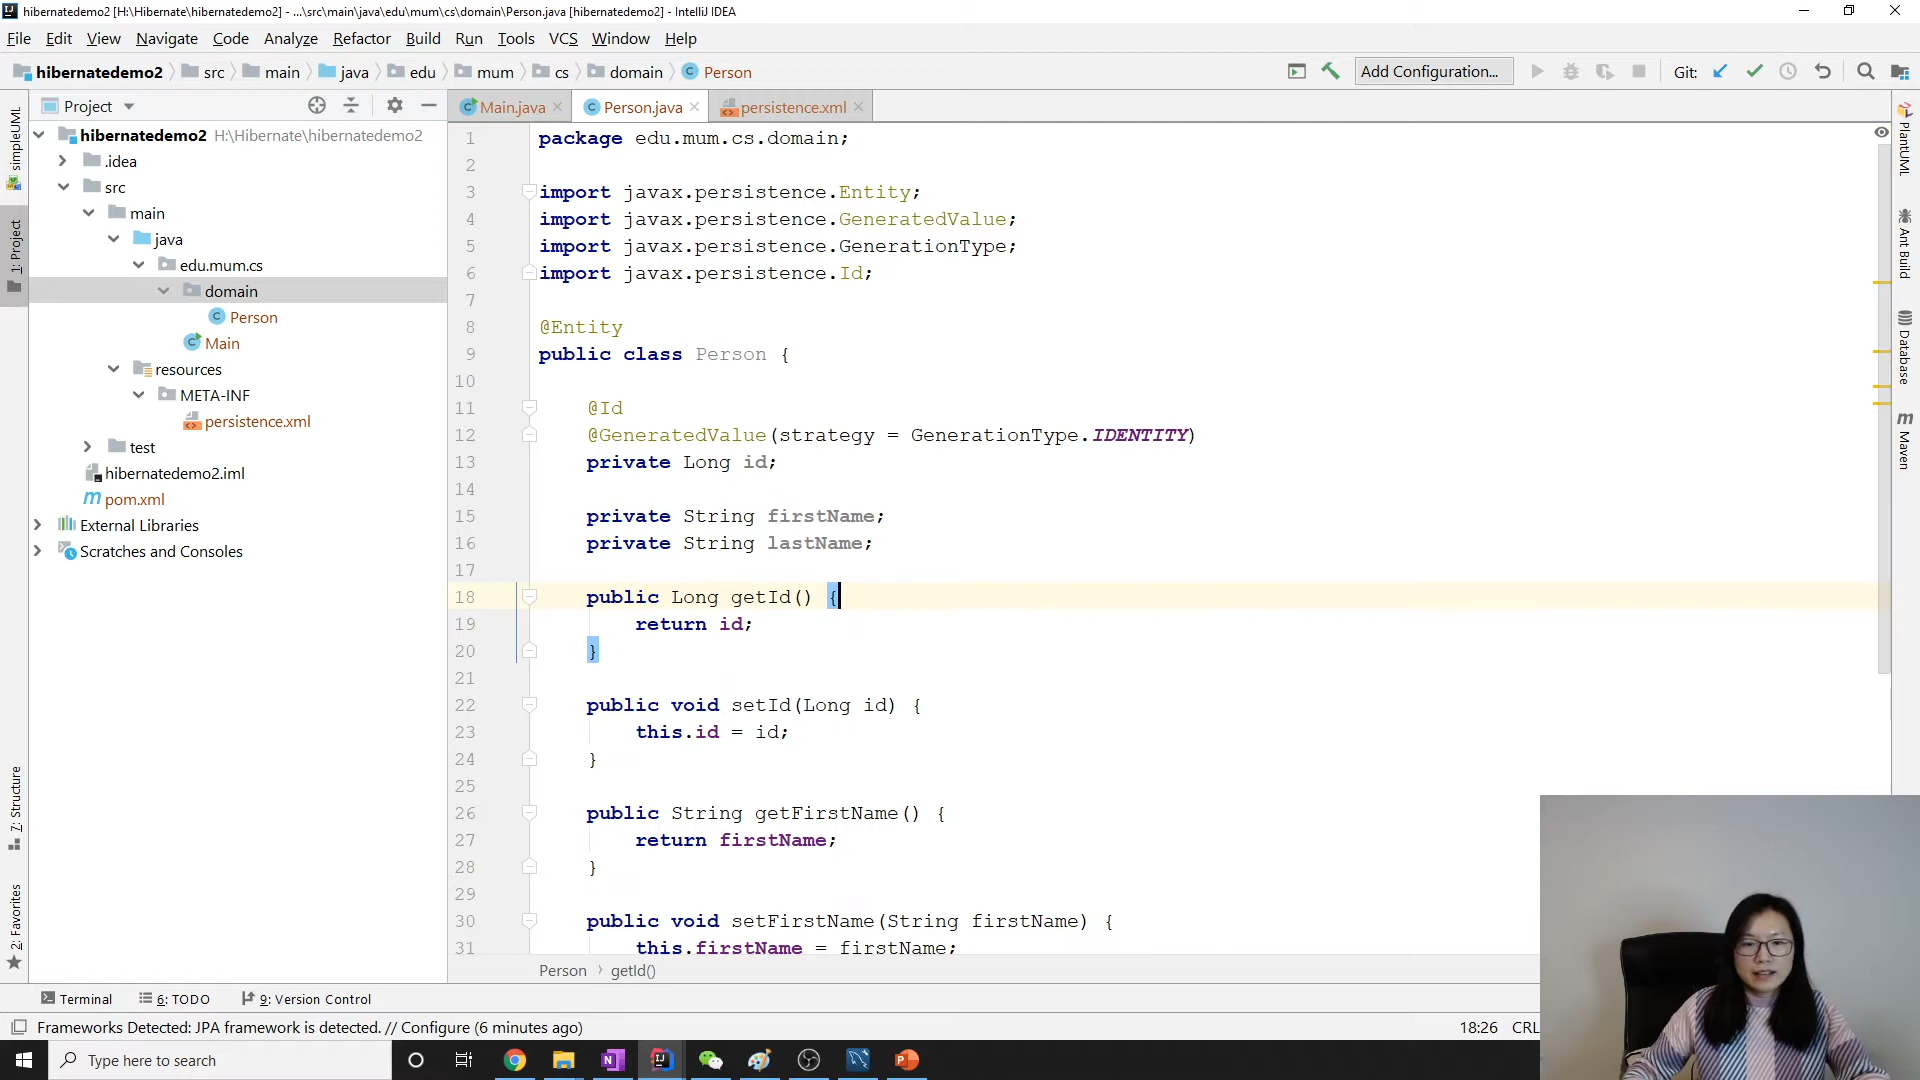 hibernatedemo2 [H:\Hibernate\hibernatedemo2] - ...\src\main\java\edu\mum\cs\domain\Person.java [hibernatedemo2] - IntelliJ IDEA
File Edit View Navigate Code Analyze Refactor Build Run Tools VCS Window Help
hibernatedemo2 src main java edu mum cs domain Person Add Configuration... Git:
Project Main.java Person.java persistence.xml
simpleUML
1: Project
7: Structure
2: Favorites
hibernatedemo2 H:\Hibernate\hibernatedemo2
.idea
src
main
java
edu.mum.cs
domain
Person
Main
resources
META-INF
persistence.xml
test
hibernatedemo2.iml
pom.xml
External Libraries
Scratches and Consoles
1 package edu.mum.cs.domain;
2
3 import javax.persistence.Entity;
4 import javax.persistence.GeneratedValue;
5 import javax.persistence.GenerationType;
6 import javax.persistence.Id;
7
8 @Entity
9 public class Person {
10
11 @Id
12 @GeneratedValue(strategy = GenerationType.IDENTITY)
13 private Long id;
14
15 private String firstName;
16 private String lastName;
17
18 public Long getId() {
19 return id;
20 }
21
22 public void setId(Long id) {
23 this.id = id;
24 }
25
26 public String getFirstName() {
27 return firstName;
28 }
29
30 public void setFirstName(String firstName) {
31 this.firstName = firstName;
Person getId()
PlantUML
Ant Build
Database
Maven
Terminal 6: TODO 9: Version Control
Frameworks Detected: JPA framework is detected. // Configure (6 minutes ago) 18:26 CRL
Type here to search